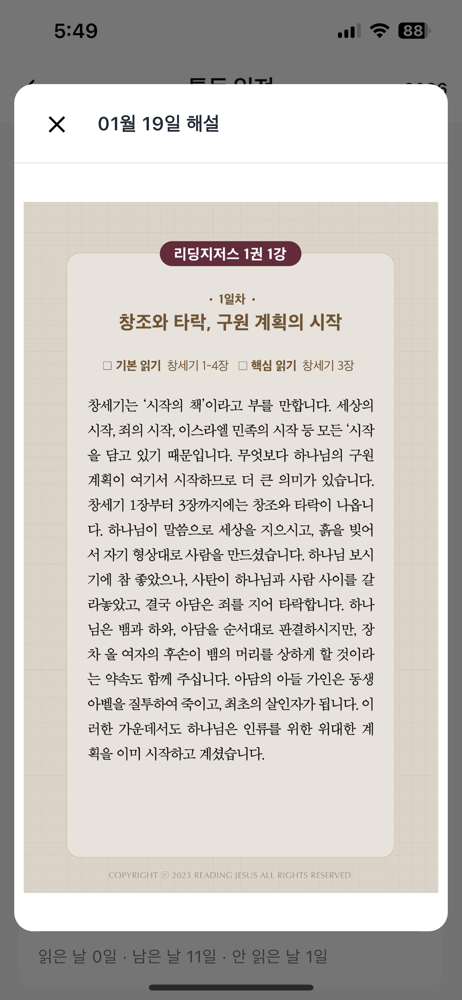 5:49
88
01월 19일 해설
리딩지저스 1권 1강
· 1일차 ·
창조와 타락, 구원 계획의 시작
□ 기본 읽기 창세기 1-4장 □ 핵심 읽기 창세기 3장
창세기는 ‘시작의 책’이라고 부를 만합니다. 세상의
시작, 죄의 시작, 이스라엘 민족의 시작 등 모든 ‘시작
을 담고 있기 때문입니다. 무엇보다 하나님의 구원
계획이 여기서 시작하므로 더 큰 의미가 있습니다.
창세기 1장부터 3장까지에는 창조와 타락이 나옵니
다. 하나님이 말씀으로 세상을 지으시고, 흙을 빚어
서 자기 형상대로 사람을 만드셨습니다. 하나님 보시
기에 참 좋았으나, 사탄이 하나님과 사람 사이를 갈
라놓았고, 결국 아담은 죄를 지어 타락합니다. 하나
님은 뱀과 하와, 아담을 순서대로 판결하시지만, 장
차 올 여자의 후손이 뱀의 머리를 상하게 할 것이라
는 약속도 함께 주십니다. 아담의 아들 가인은 동생
아벨을 질투하여 죽이고, 최초의 살인자가 됩니다. 이
러한 가운데서도 하나님은 인류를 위한 위대한 계
획을 이미 시작하고 계셨습니다.
COPYRIGHT ⓒ 2023 READING JESUS ALL RIGHTS RESERVED.
읽은 날 0일 · 남은 날 11일 · 안 읽은 날 1일